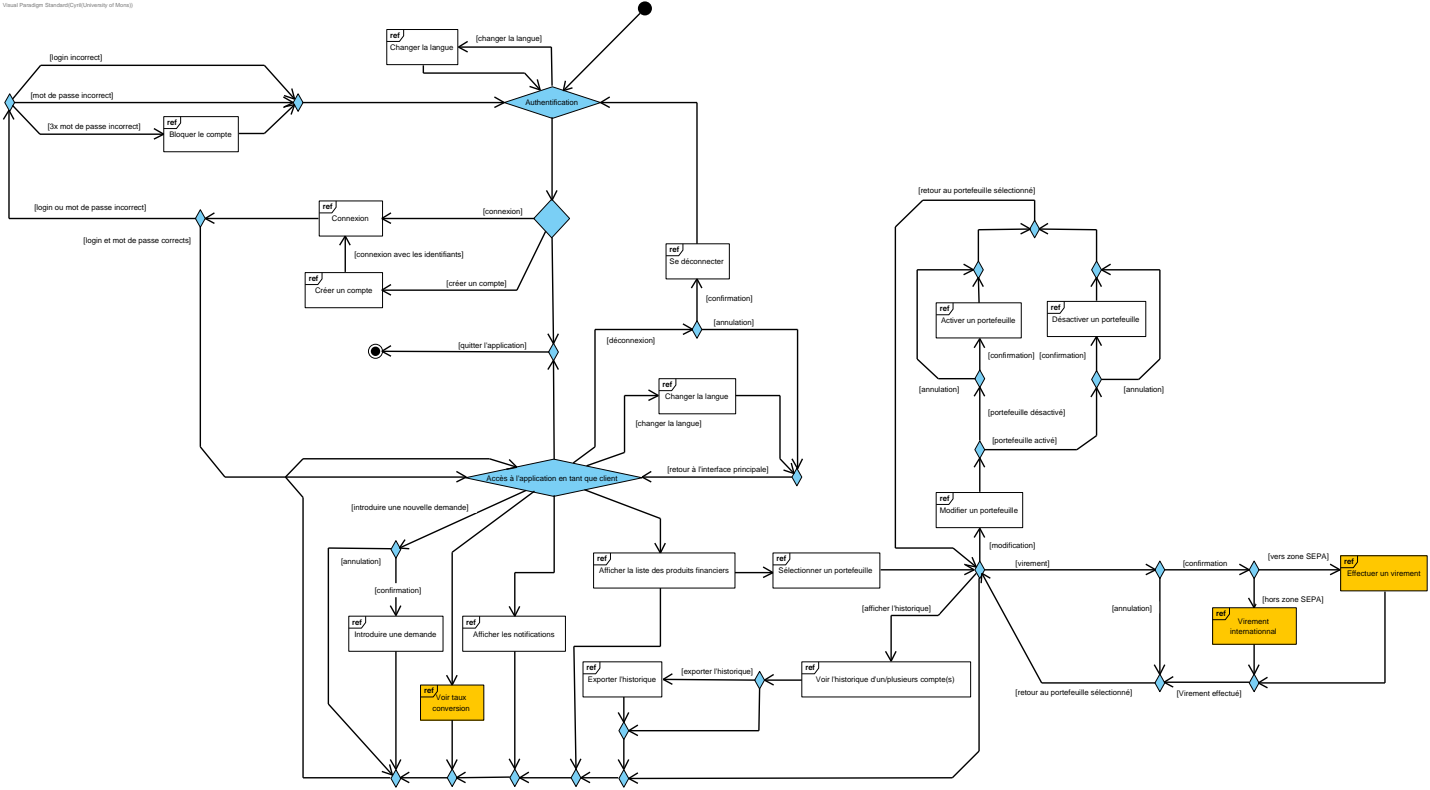 Visual Paradigm Standard(Cyril(University of Mons))
ref
Changer la langue
[changer la langue]
[login incorrect]
[mot de passe incorrect]
Authentification
[3x mot de passe incorrect]
ref
Bloquer le compte
[retour au portefeuille sélectionné]
[login ou mot de passe incorrect]
ref
Connexion
[connexion]
[login et mot de passe corrects]
[connexion avec les identifiants]
ref
Se déconnecter
ref
Créer un compte
[créer un compte]
[confirmation]
ref
Activer un portefeuille
ref
Désactiver un portefeuille
[annulation]
[déconnexion]
[quitter l'application]
[confirmation]
[confirmation]
ref
Changer la langue
[annulation]
[annulation]
[changer la langue]
[portefeuille désactivé]
[portefeuille activé]
[retour à l'interface principale]
Accès à l'application en tant que client
ref
Modifier un portefeuille
[introduire une nouvelle demande]
[modification]
[annulation]
ref
Afficher la liste des produits financiers
ref
Sélectionner un portefeuille
[virement]
[confirmation
[vers zone SEPA]
ref
Effectuer un virement
[confirmation]
[afficher l'historique]
[annulation]
[hors zone SEPA]
ref
Introduire une demande
ref
Afficher les notifications
ref
Virement
internationnal
ref
Exporter l'historique
[exporter l'historique]
ref
Voir l'historique d'un/plusieurs compte(s)
[retour au portefeuille sélectionné]
[Virement effectué]
ref
Voir taux
conversion